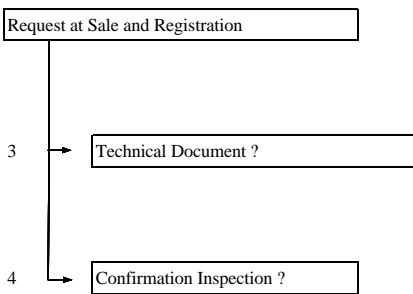 Request at Sale and Registration
3 Technical Document ?
4 Confirmation Inspection ?